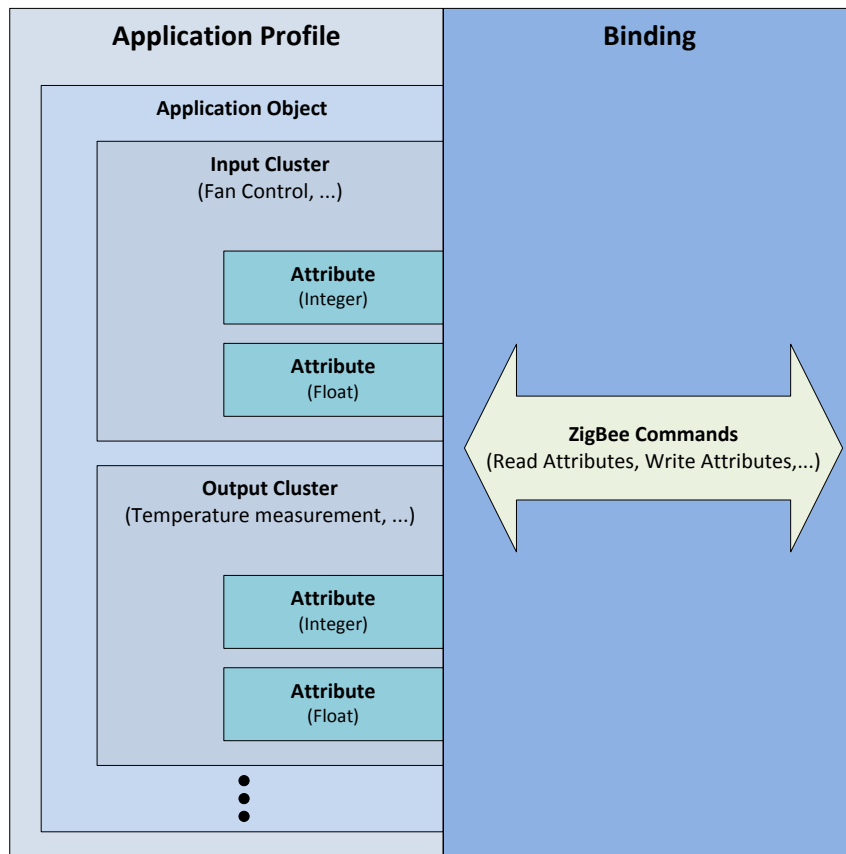 Application Profile
Binding
Application Object
Input Cluster
(Fan Control, ...)
Attribute
(Integer)
Attribute
(Float)
ZigBee Commands
(Read Attributes, Write Attributes,...)
Output Cluster
(Temperature measurement, ...)
Attribute
(Integer)
Attribute
(Float)